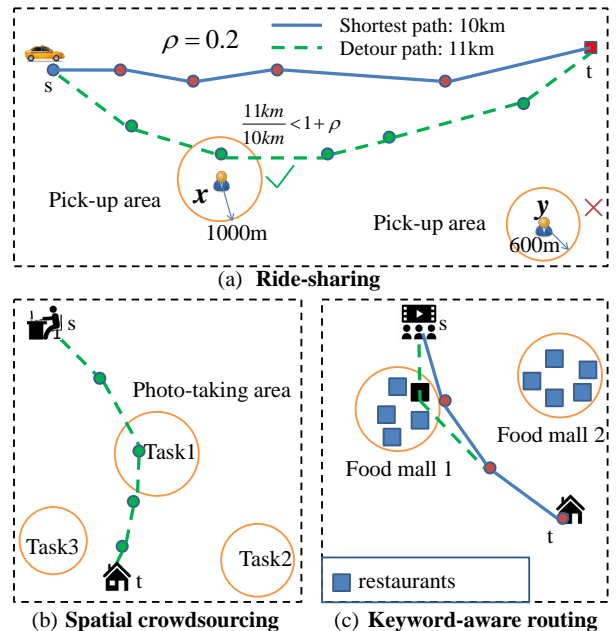 Shortest path: 10km
ρ = 0.2
Detour path: 11km
s
t
11km
10km < 1 + ρ
Pick-up area
x
1000m
Pick-up area
y
600m
(a) Ride-sharing
s
Photo-taking area
Task1
Task3
Task2
t
(b) Spatial crowdsourcing
s
Food mall 1
Food mall 2
t
restaurants
(c) Keyword-aware routing